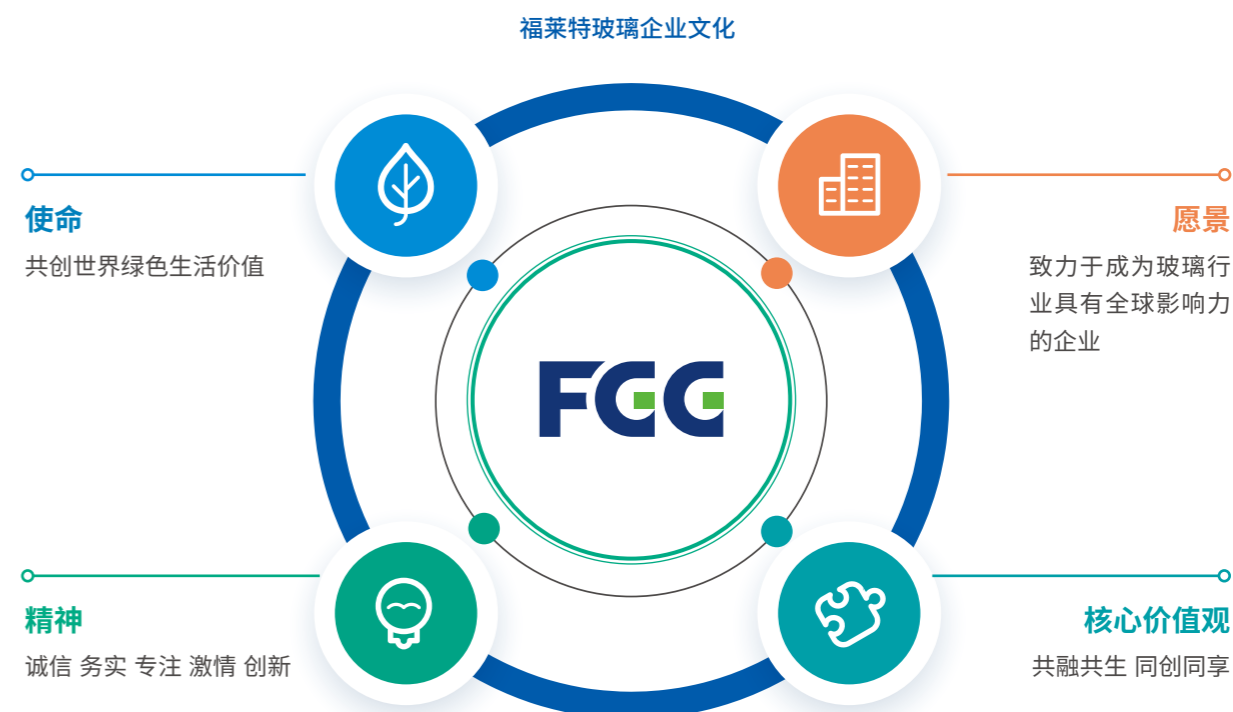 福莱特玻璃企业文化
使命
共创世界绿色生活价值
愿景
致力于成为玻璃行
业具有全球影响力
的企业
FGG
精神
诚信 务实 专注 激情 创新
核心价值观
共融共生 同创同享